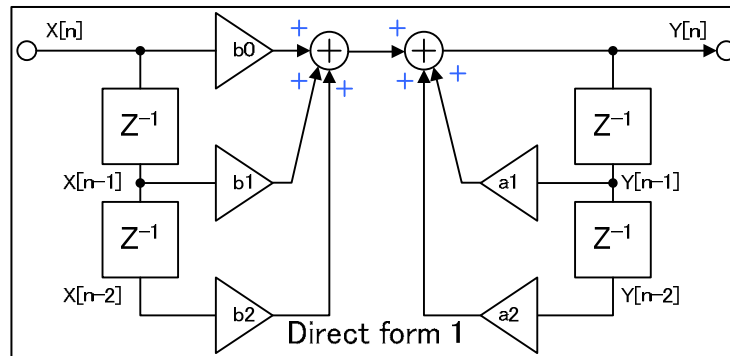 X[n] b0 + + + + Y[n]
+ + +
Z⁻¹ Z⁻¹
X[n-1] b1 a1 Y[n-1]
Z⁻¹ Z⁻¹
X[n-2] b2 a2 Y[n-2]
Direct form 1